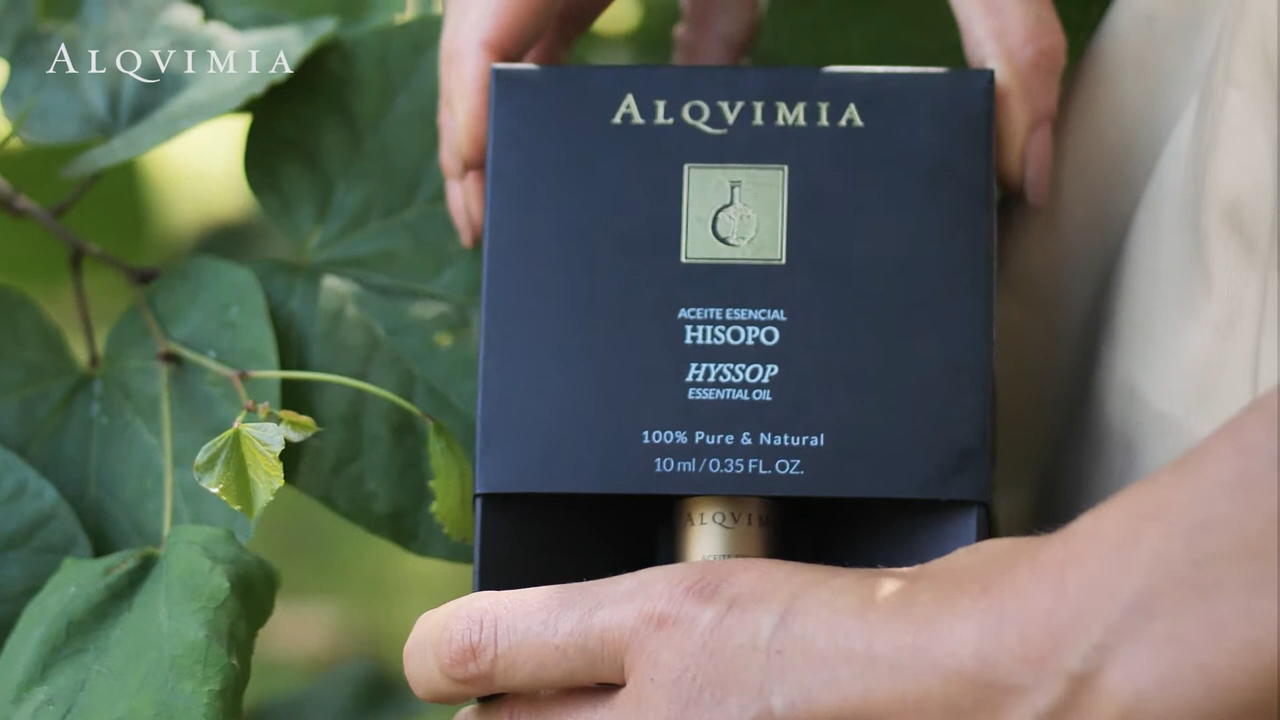 ALQVIMIA
ALQVIMIA
ACEITE ESENCIAL
HISOPO
HYSSOP
ESSENTIAL OIL
100% Pure & Natural
10 ml / 0.35 FL. OZ.
ALQVIM